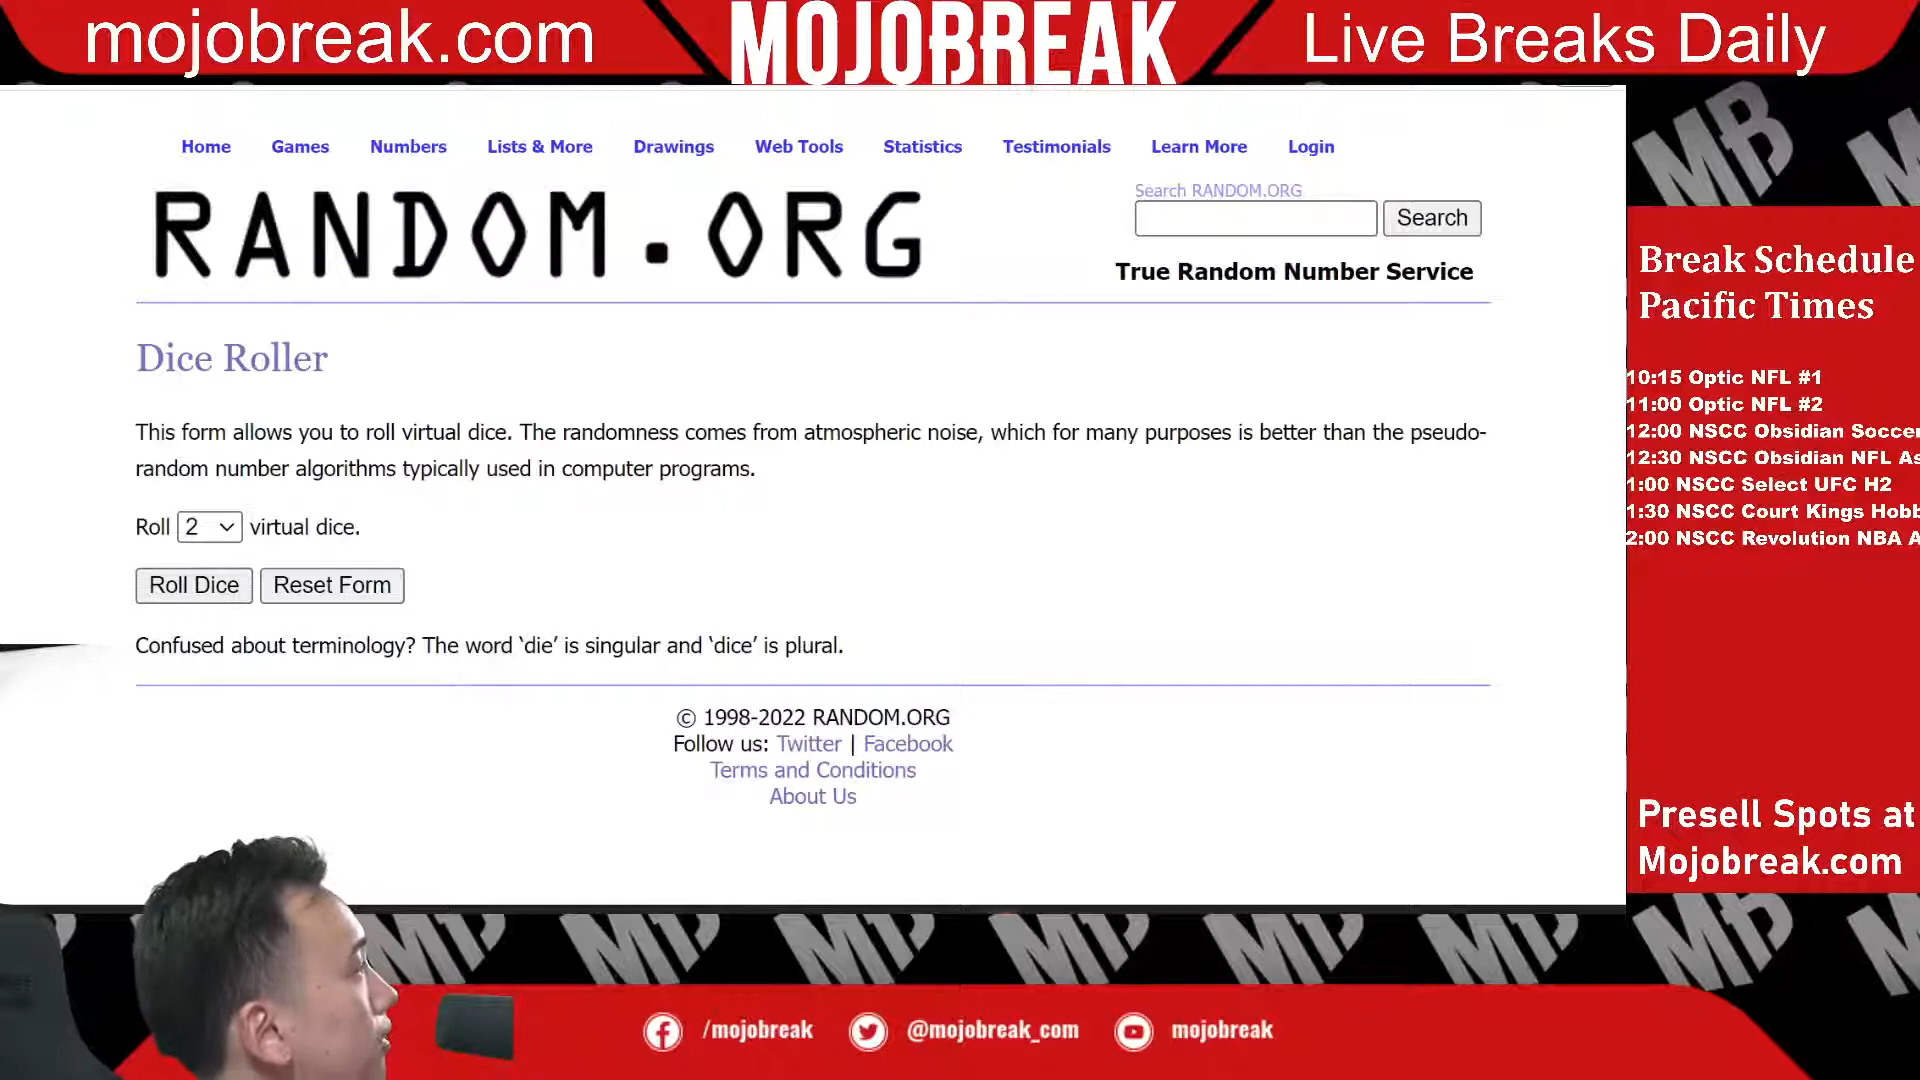 mojobreak.com
MOJOBREAK
Live Breaks Daily
Home Games Numbers Lists & More Drawings Web Tools Statistics Testimonials Learn More Login
RANDOM.ORG
Search RANDOM.ORG
Search
True Random Number Service
Dice Roller
This form allows you to roll virtual dice. The randomness comes from atmospheric noise, which for many purposes is better than the pseudo-
random number algorithms typically used in computer programs.
Roll 2 virtual dice.
Roll Dice Reset Form
Confused about terminology? The word ‘die’ is singular and ‘dice’ is plural.
© 1998-2022 RANDOM.ORG
Follow us: Twitter | Facebook
Terms and Conditions
About Us
Break Schedule
Pacific Times
10:15 Optic NFL #1
11:00 Optic NFL #2
12:00 NSCC Obsidian Soccer
12:30 NSCC Obsidian NFL As
1:00 NSCC Select UFC H2
1:30 NSCC Court Kings Hobb
2:00 NSCC Revolution NBA A
Presell Spots at
Mojobreak.com
MB
/mojobreak @mojobreak_com mojobreak